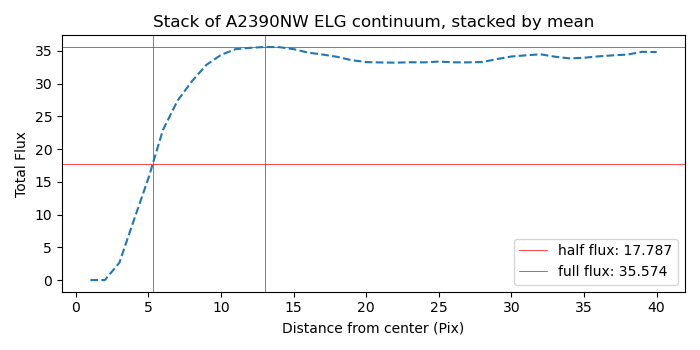 Stack of A2390NW ELG continuum, stacked by mean
Total Flux
35
30
25
20
15
10
5
0
half flux: 17.787
full flux: 35.574
0 5 10 15 20 25 30 35 40
Distance from center (Pix)